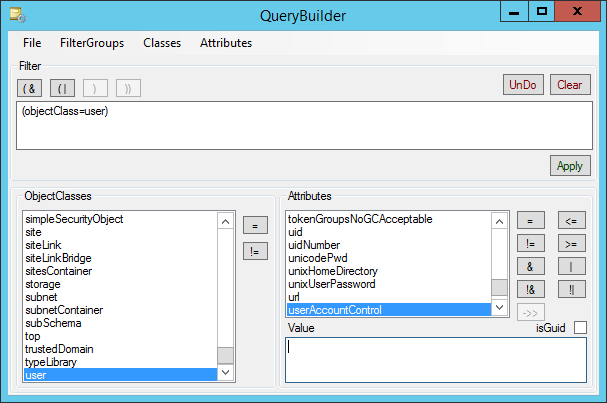 QueryBuilder
File FilterGroups Classes Attributes
Filter
( & ( | ) )) UnDo Clear
(objectClass=user)
Apply
ObjectClasses
simpleSecurityObject
site
siteLink
siteLinkBridge
sitesContainer
storage
subnet
subnetContainer
subSchema
top
trustedDomain
typeLibrary
user
=
!=
Attributes
tokenGroupsNoGCAcceptable
uid
uidNumber
unicodePwd
unixHomeDirectory
unixUserPassword
url
userAccountControl
= <=
!= >=
& |
!& !|
->>
Value isGuid